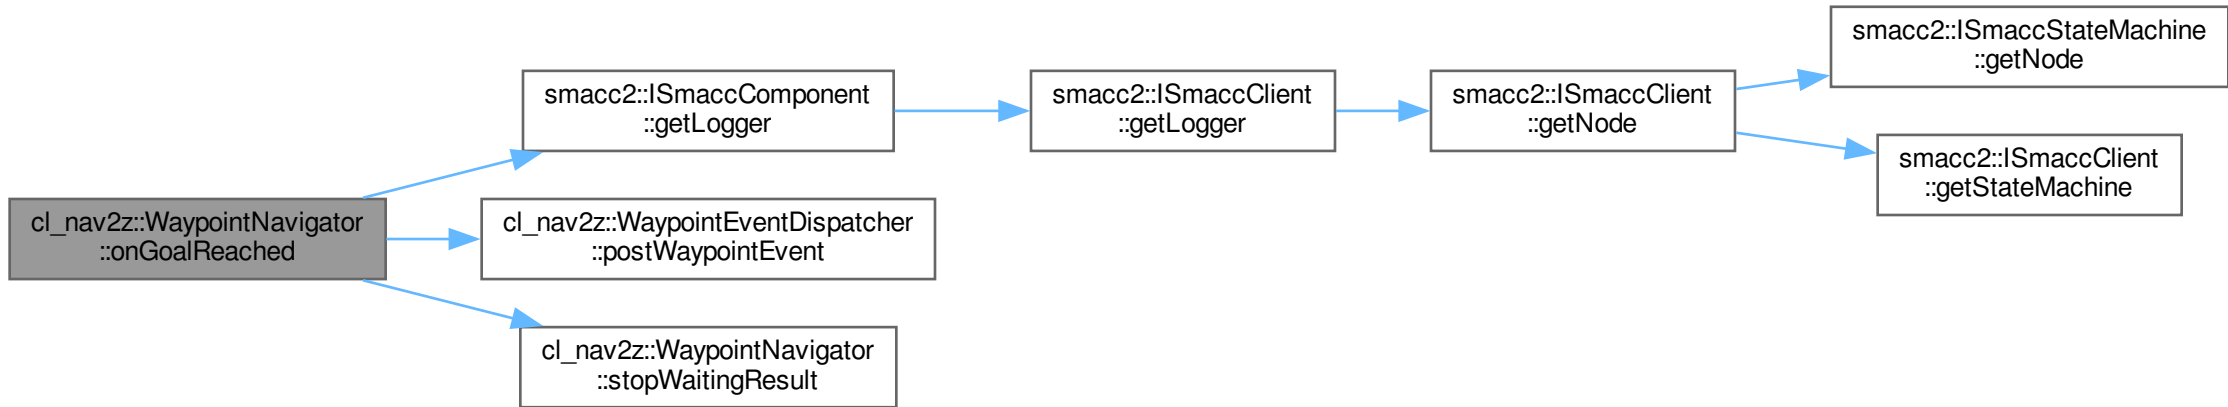 cl_nav2z::WaypointNavigator
::onGoalReached
smacc2::ISmaccComponent
::getLogger
smacc2::ISmaccClient
::getLogger
smacc2::ISmaccClient
::getNode
smacc2::ISmaccStateMachine
::getNode
smacc2::ISmaccClient
::getStateMachine
cl_nav2z::WaypointEventDispatcher
::postWaypointEvent
cl_nav2z::WaypointNavigator
::stopWaitingResult